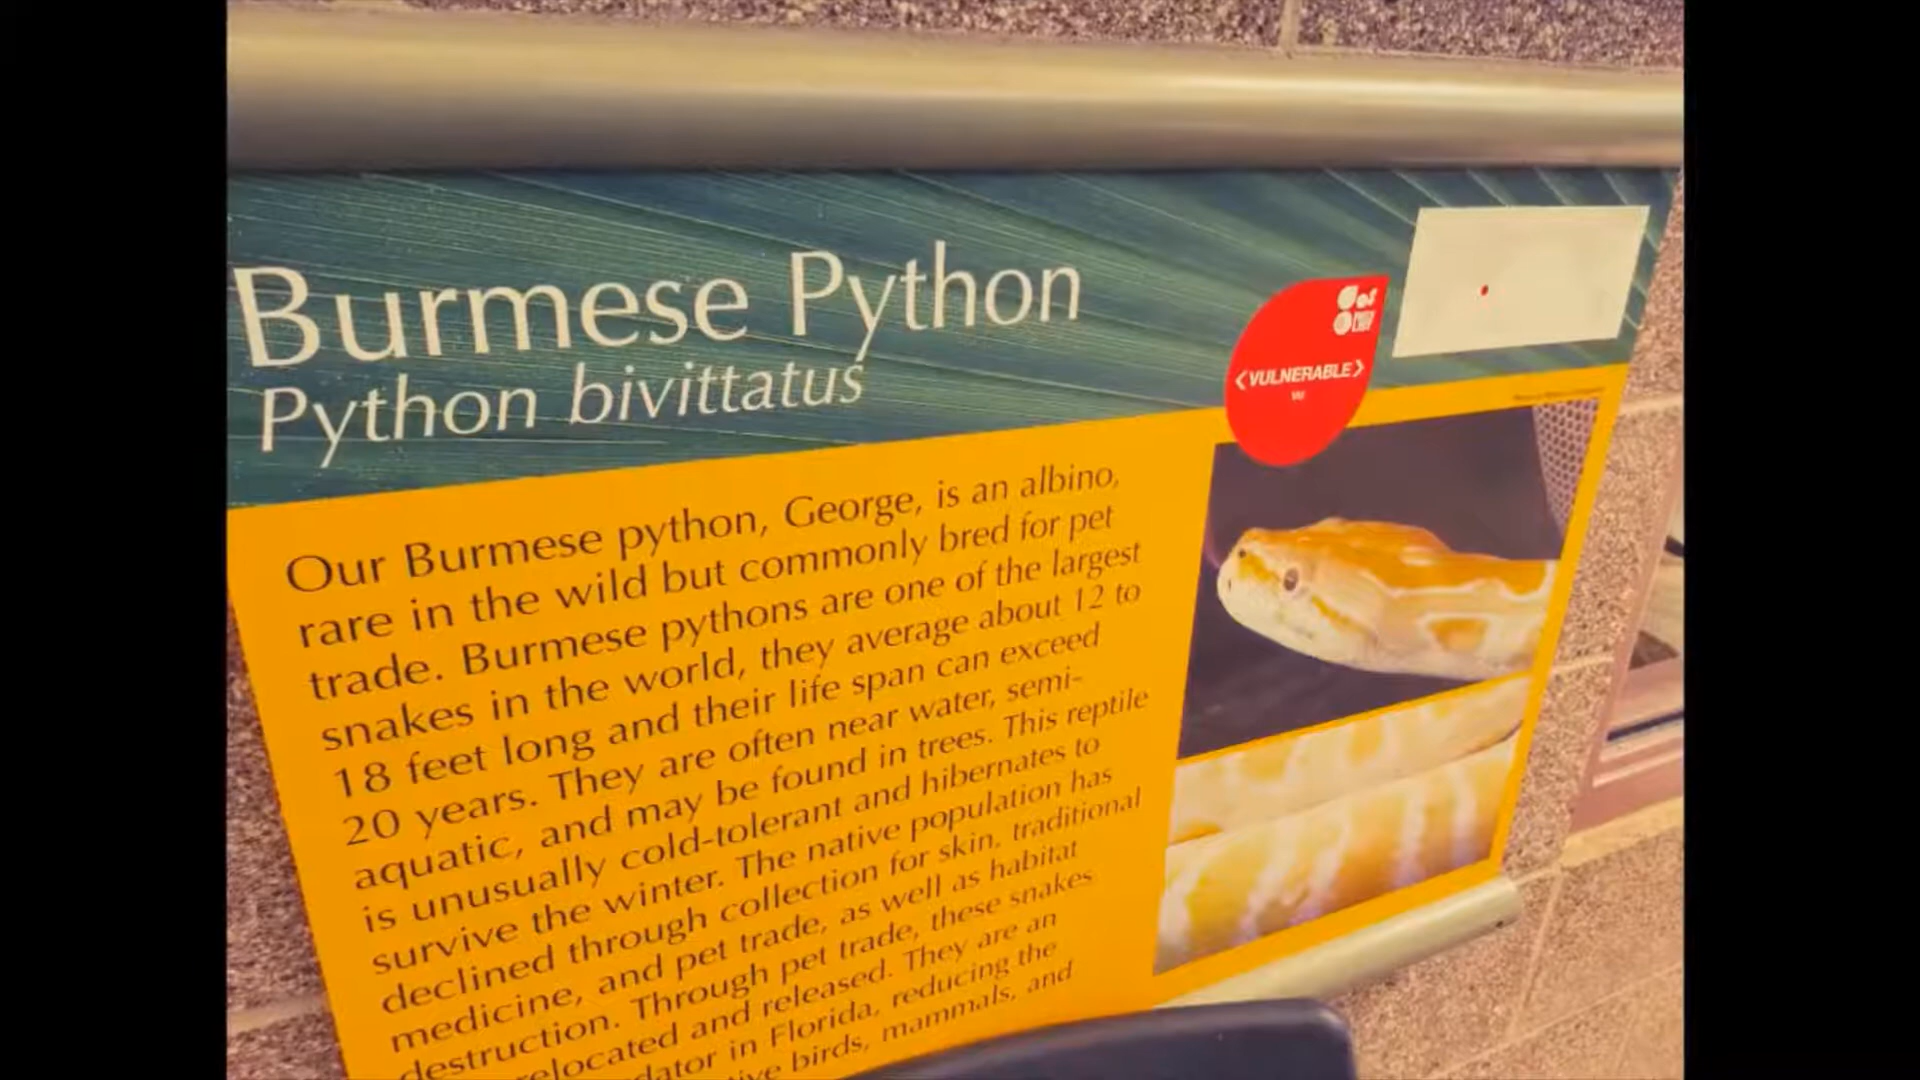 Burmese Python
Python bivittatus
<VULNERABLE>
VU
Our Burmese python, George, is an albino,
rare in the wild but commonly bred for pet
trade. Burmese pythons are one of the largest
snakes in the world, they average about 12 to
18 feet long and their life span can exceed
20 years. They are often near water, semi-
aquatic, and may be found in trees. This reptile
is unusually cold-tolerant and hibernates to
survive the winter. The native population has
declined through collection for skin, traditional
medicine, and pet trade, as well as habitat
destruction. Through pet trade, these snakes
relocated and released. They are an
in Florida, reducing the
birds, mammals, and